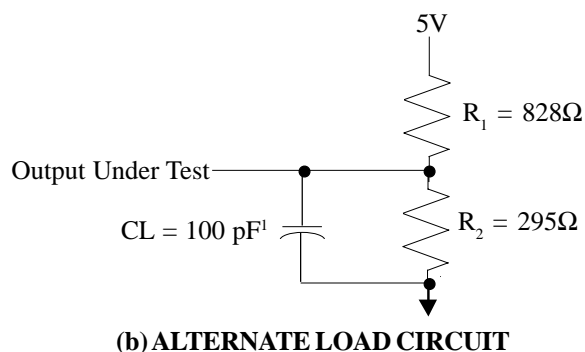 5V
R₁ = 828Ω
Output Under Test
CL = 100 pF¹
R₂ = 295Ω
(b) ALTERNATE LOAD CIRCUIT